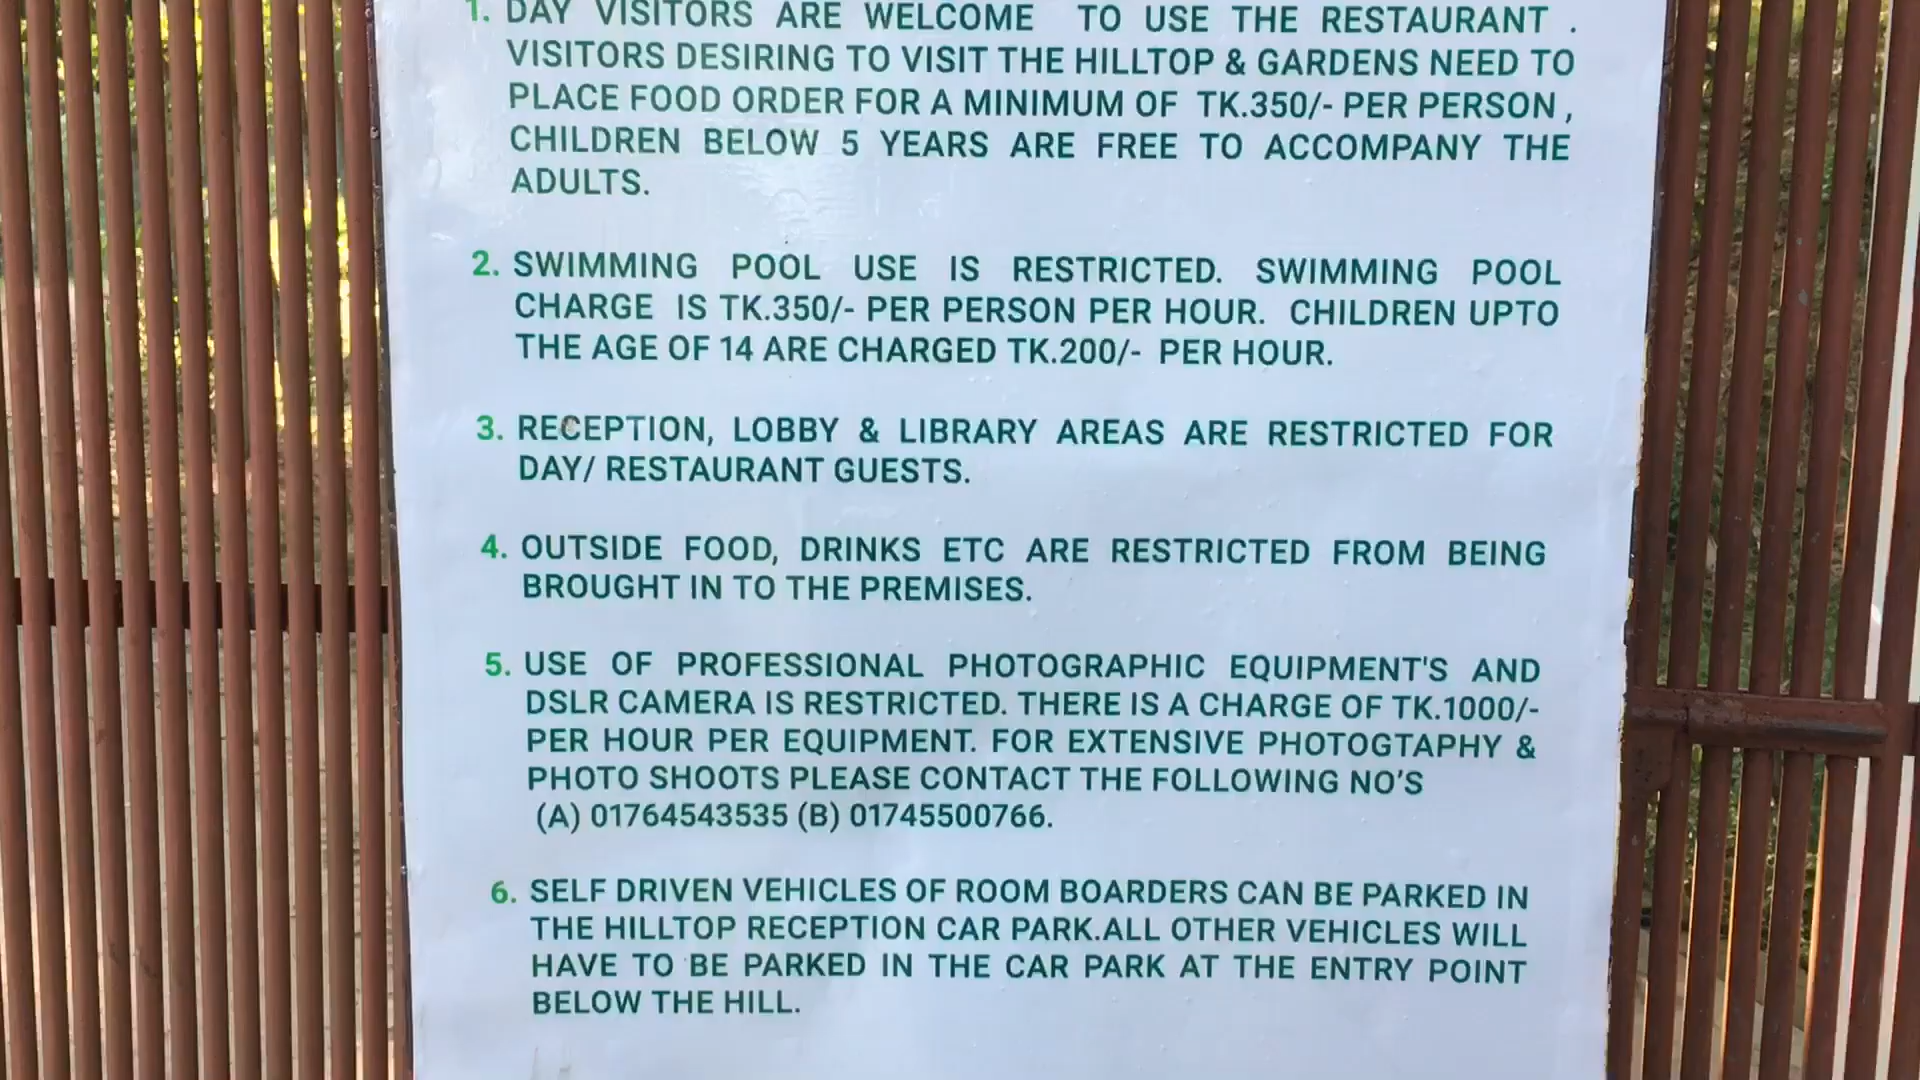 1. DAY VISITORS ARE WELCOME TO USE THE RESTAURANT .
VISITORS DESIRING TO VISIT THE HILLTOP & GARDENS NEED TO
PLACE FOOD ORDER FOR A MINIMUM OF TK.350/- PER PERSON ,
CHILDREN BELOW 5 YEARS ARE FREE TO ACCOMPANY THE
ADULTS.
2. SWIMMING POOL USE IS RESTRICTED. SWIMMING POOL
CHARGE IS TK.350/- PER PERSON PER HOUR. CHILDREN UPTO
THE AGE OF 14 ARE CHARGED TK.200/- PER HOUR.
3. RECEPTION, LOBBY & LIBRARY AREAS ARE RESTRICTED FOR
DAY/ RESTAURANT GUESTS.
4. OUTSIDE FOOD, DRINKS ETC ARE RESTRICTED FROM BEING
BROUGHT IN TO THE PREMISES.
5. USE OF PROFESSIONAL PHOTOGRAPHIC EQUIPMENT'S AND
DSLR CAMERA IS RESTRICTED. THERE IS A CHARGE OF TK.1000/-
PER HOUR PER EQUIPMENT. FOR EXTENSIVE PHOTOGTAPHY &
PHOTO SHOOTS PLEASE CONTACT THE FOLLOWING NO'S
(A) 01764543535 (B) 01745500766.
6. SELF DRIVEN VEHICLES OF ROOM BOARDERS CAN BE PARKED IN
THE HILLTOP RECEPTION CAR PARK.ALL OTHER VEHICLES WILL
HAVE TO BE PARKED IN THE CAR PARK AT THE ENTRY POINT
BELOW THE HILL.